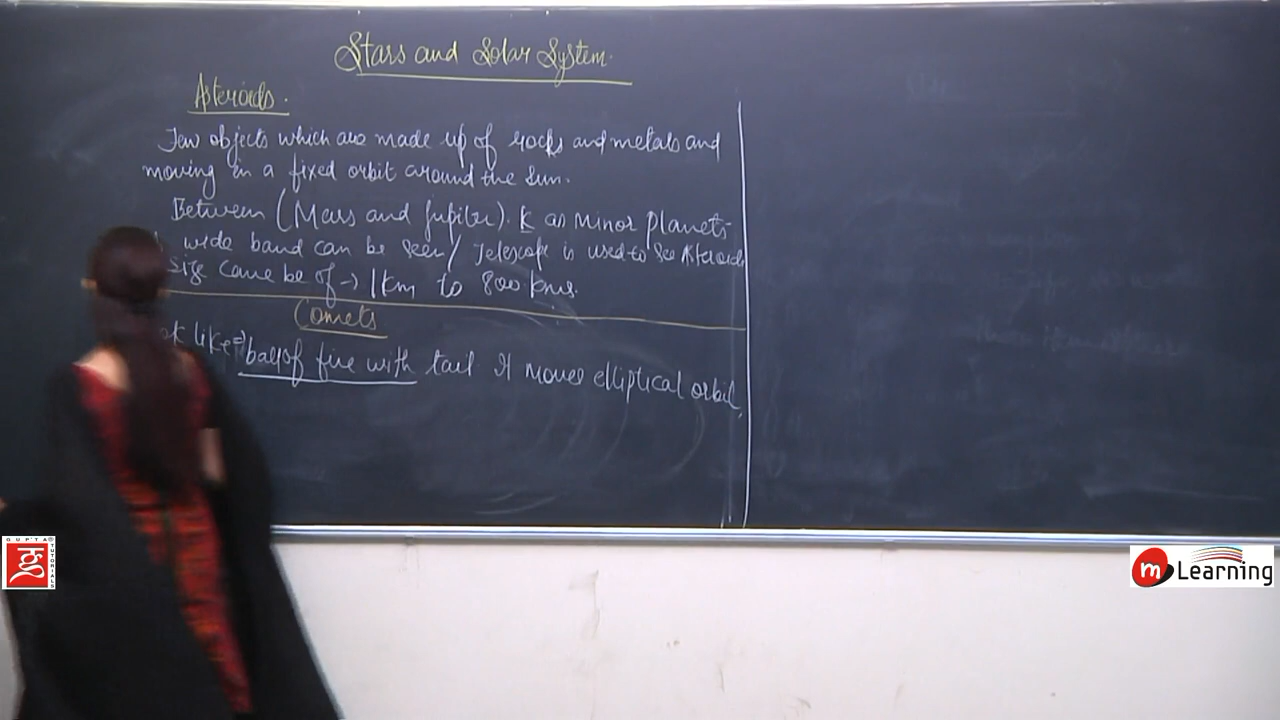 Stars and Solar System.
Asteroids.
Few objects which are made up of rocks and metals and
moving in a fixed orbit around the Sun.
Between (Mars and Jupiter). K as minor planets
wide band can be seen / Telescope is used to see Asteroids
size cane be of → 1km to 800 kms.
Comets
like ⇒ ball of fire with tail It moves elliptical orbit.
GUPTA TUTORIALS
m Learning